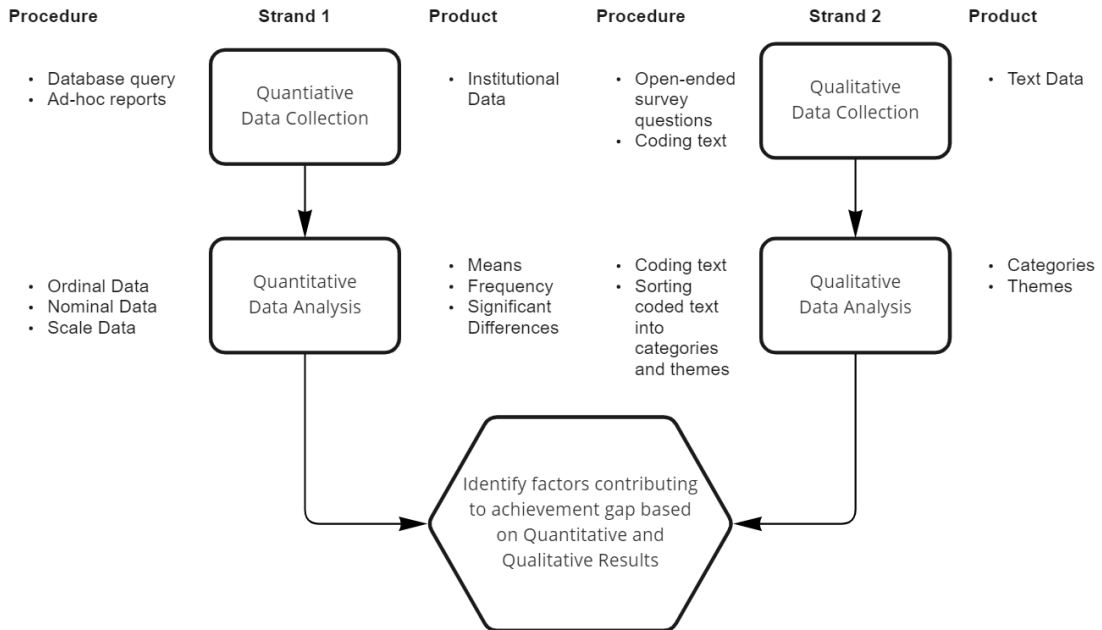 Procedure Strand 1 Product Procedure Strand 2 Product
• Database query
• Ad-hoc reports
Quantiative
Data Collection
• Institutional
Data
• Open-ended
survey
questions
• Coding text
Qualitative
Data Collection
• Text Data
• Ordinal Data
• Nominal Data
• Scale Data
Quantitative
Data Analysis
• Means
• Frequency
• Significant
Differences
• Coding text
• Sorting
coded text
into
categories
and themes
Qualitative
Data Analysis
• Categories
• Themes
Identify factors contributing
to achievement gap based
on Quantitative and
Qualitative Results